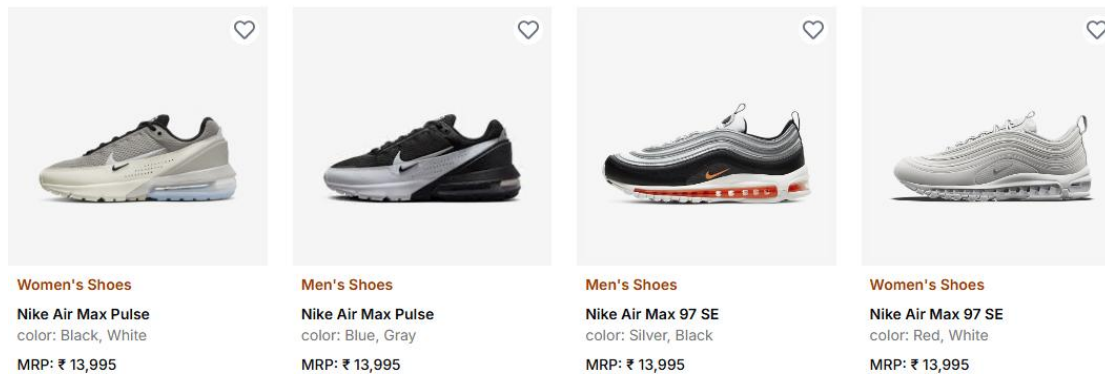 Women's Shoes
Nike Air Max Pulse
color: Black, White
MRP: ₹ 13,995
Men's Shoes
Nike Air Max Pulse
color: Blue, Gray
MRP: ₹ 13,995
Men's Shoes
Nike Air Max 97 SE
color: Silver, Black
MRP: ₹ 13,995
Women's Shoes
Nike Air Max 97 SE
color: Red, White
MRP: ₹ 13,995